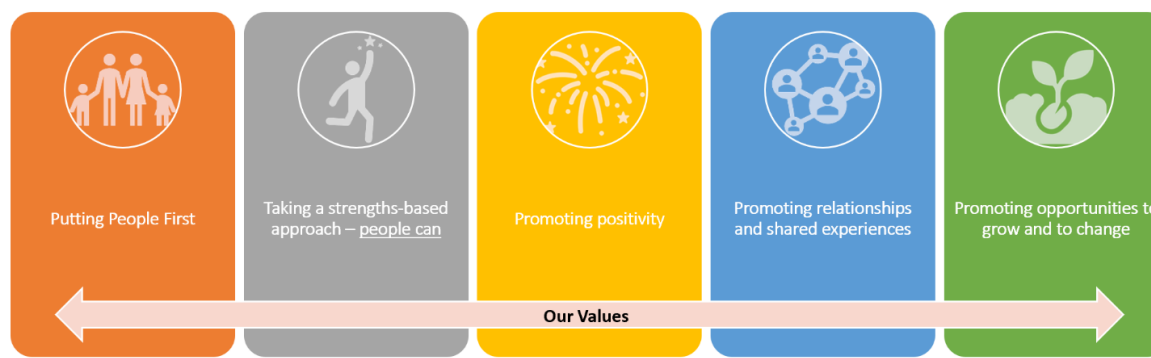 Putting People First
Taking a strengths-based
approach – people can
Promoting positivity
Promoting relationships
and shared experiences
Promoting opportunities to
grow and to change
Our Values